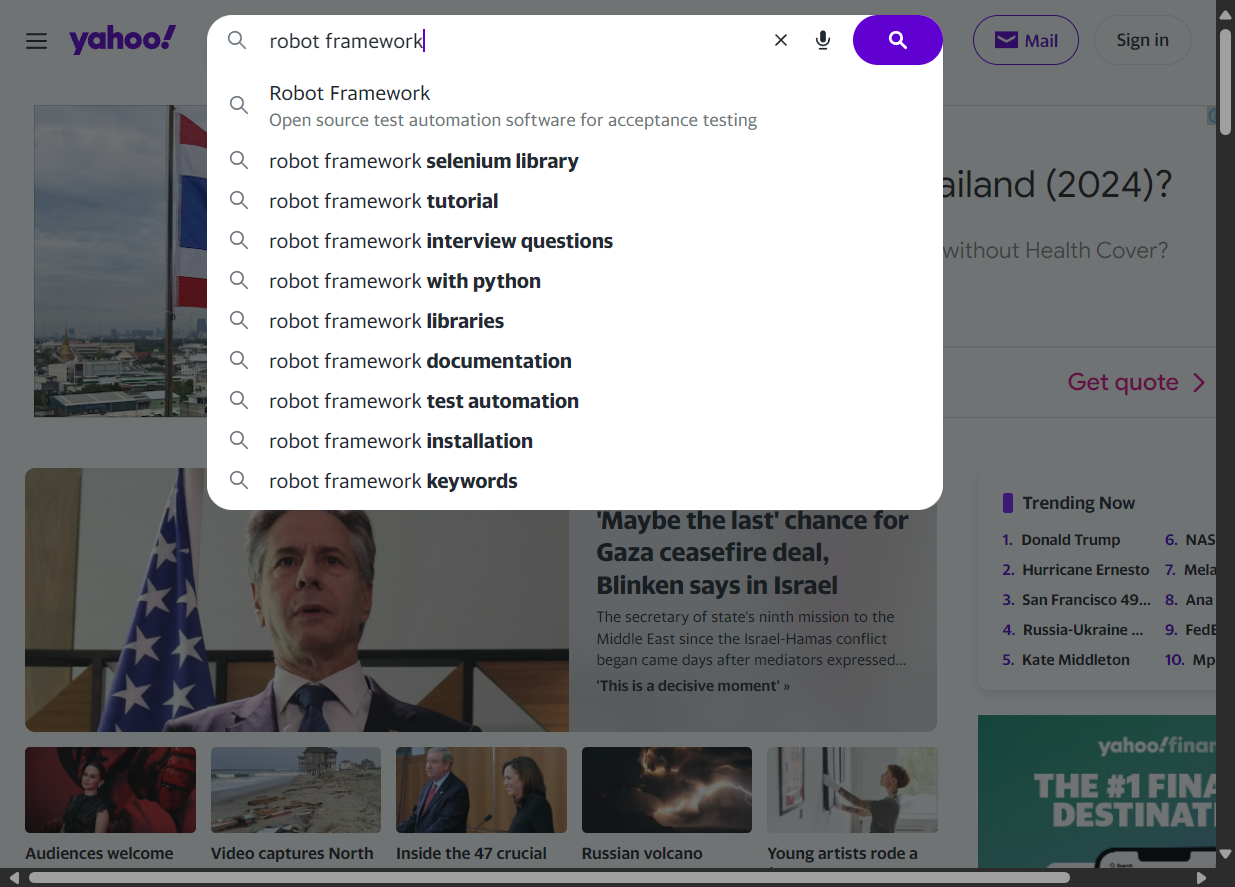 yahoo!
robot framework
Mail
Sign in
Robot Framework
Open source test automation software for acceptance testing
robot framework selenium library
robot framework tutorial
robot framework interview questions
robot framework with python
robot framework libraries
robot framework documentation
robot framework test automation
robot framework installation
robot framework keywords
ailand (2024)?
without Health Cover?
Get quote
'Maybe the last' chance for
Gaza ceasefire deal,
Blinken says in Israel
The secretary of state's ninth mission to the
Middle East since the Israel-Hamas conflict
began came days after mediators expressed...
'This is a decisive moment' »
Trending Now
1. Donald Trump
2. Hurricane Ernesto
3. San Francisco 49...
4. Russia-Ukraine ...
5. Kate Middleton
6. NAS
7. Mela
8. Ana
9. FedE
10. Mp
Audiences welcome
Video captures North
Inside the 47 crucial
Russian volcano
Young artists rode a
yahoo!finan
THE #1 FINA
DESTINAT